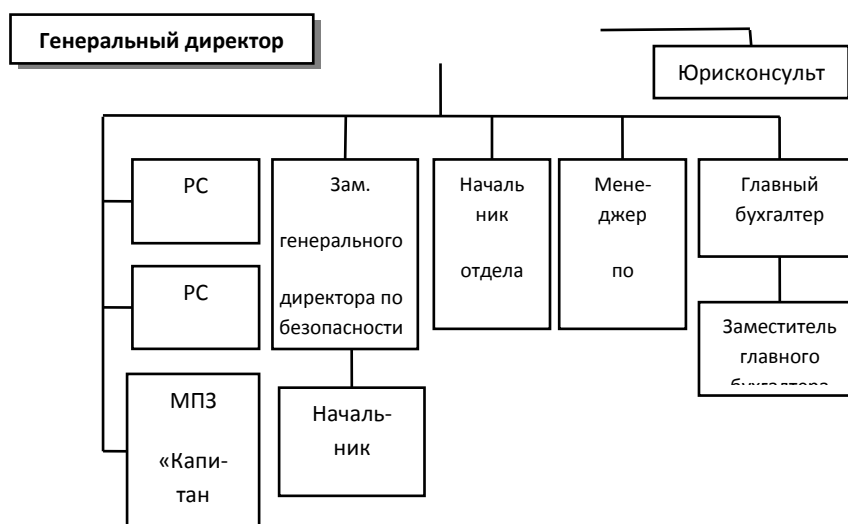 Генеральный директор
Юрисконсульт
РС
РС
МПЗ
«Капи-
тан
Зам.
генерального
директора по
безопасности
Началь-
ник
Началь
ник
отдела
Мене-
джер
по
Главный
бухгалтер
Заместитель
главного
бухгалтера